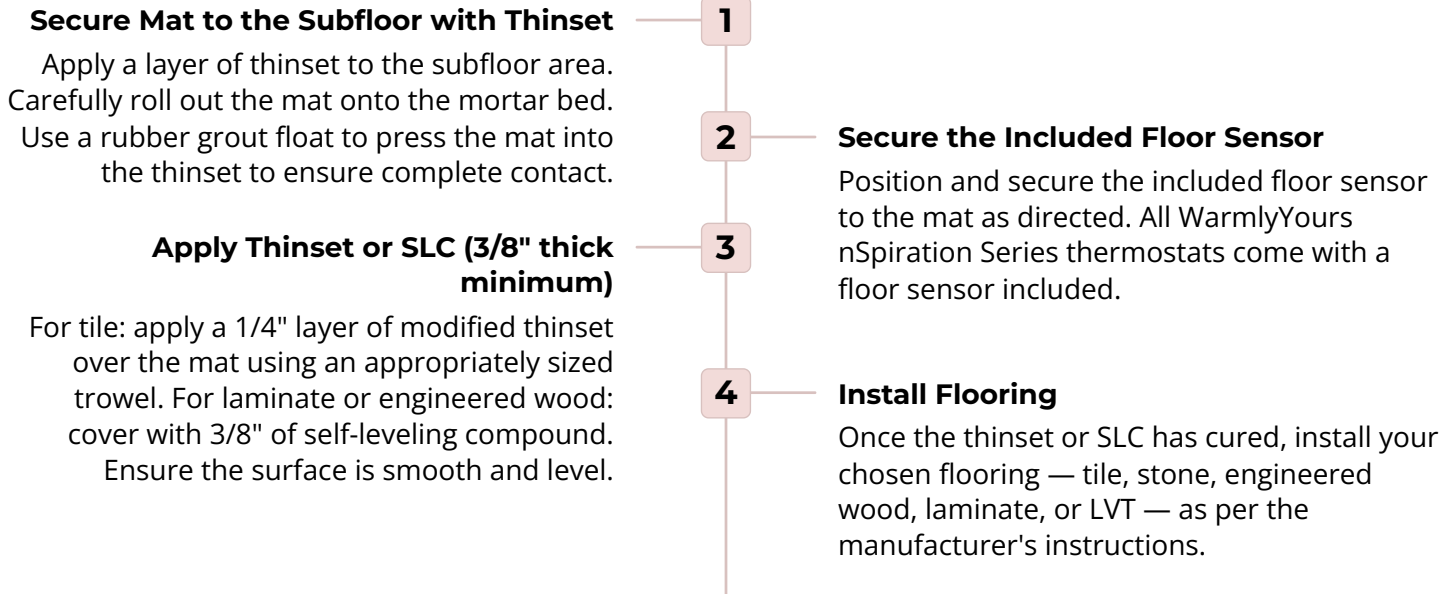 1
Secure Mat to the Subfloor with Thinset
Apply a layer of thinset to the subfloor area.
Carefully roll out the mat onto the mortar bed.
Use a rubber grout float to press the mat into
the thinset to ensure complete contact.
2
Secure the Included Floor Sensor
Position and secure the included floor sensor
to the mat as directed. All WarmlyYours
nSpiration Series thermostats come with a
floor sensor included.
3
Apply Thinset or SLC (3/8" thick
minimum)
For tile: apply a 1/4" layer of modified thinset
over the mat using an appropriately sized
trowel. For laminate or engineered wood:
cover with 3/8" of self-leveling compound.
Ensure the surface is smooth and level.
4
Install Flooring
Once the thinset or SLC has cured, install your
chosen flooring — tile, stone, engineered
wood, laminate, or LVT — as per the
manufacturer's instructions.